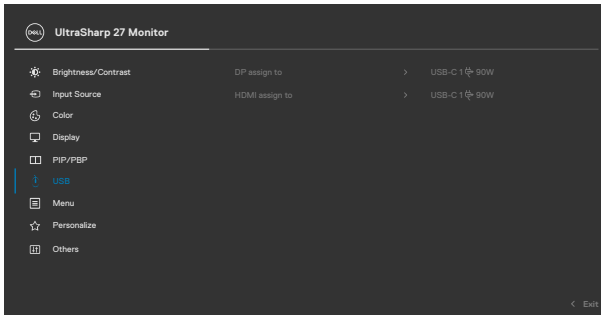 DELL UltraSharp 27 Monitor
Brightness/Contrast DP assign to > USB-C 1 90W
Input Source HDMI assign to > USB-C 1 90W
Color
Display
PIP/PBP
USB
Menu
Personalize
Others
< Exit